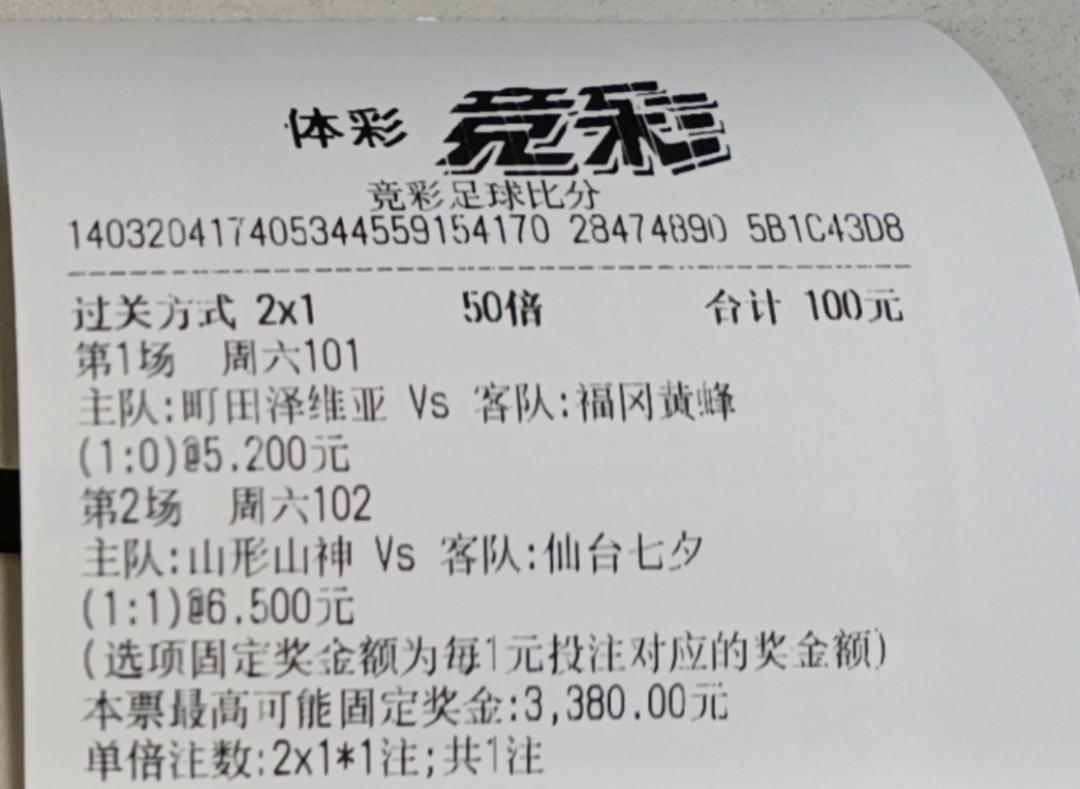 体彩 竞彩
竞彩足球比分
140320417405344559154170 28474890 5B1C43D8
过关方式 2x1 50倍 合计 100元
第1场 周六101
主队:町田泽维亚 Vs 客队:福冈黄蜂
(1:0)@5.200元
第2场 周六102
主队:山形山神 Vs 客队:仙台七夕
(1:1)@6.500元
(选项固定奖金额为每1元投注对应的奖金额)
本票最高可能固定奖金:3,380.00元
单倍注数:2x1*1注;共1注